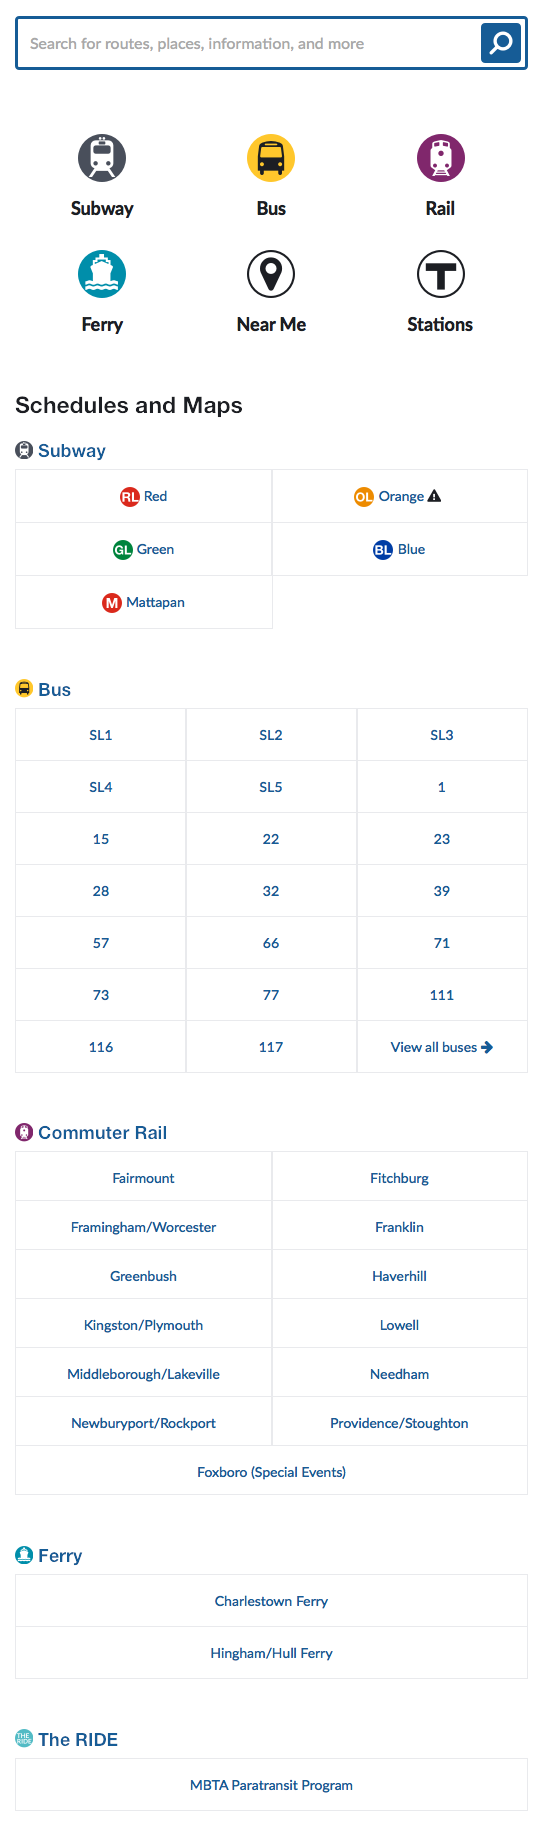 Search for routes, places, information, and more
Subway Bus Rail
Ferry Near Me Stations
Schedules and Maps
Subway
RL Red OL Orange
GL Green BL Blue
M Mattapan
Bus
SL1 SL2 SL3
SL4 SL5 1
15 22 23
28 32 39
57 66 71
73 77 111
116 117 View all buses
Commuter Rail
Fairmount Fitchburg
Framingham/Worcester Franklin
Greenbush Haverhill
Kingston/Plymouth Lowell
Middleborough/Lakeville Needham
Newburyport/Rockport Providence/Stoughton
Foxboro (Special Events)
Ferry
Charlestown Ferry
Hingham/Hull Ferry
THE RIDE The RIDE
MBTA Paratransit Program